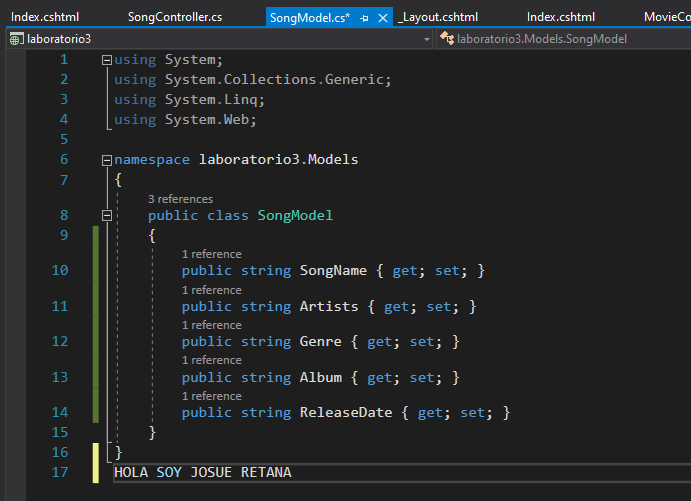 Index.cshtml SongController.cs SongModel.cs* _Layout.cshtml Index.cshtml MovieCo
laboratorio3 laboratorio3.Models.SongModel
1 using System;
2 using System.Collections.Generic;
3 using System.Linq;
4 using System.Web;
5
6 namespace laboratorio3.Models
7 {
3 references
8 public class SongModel
9 {
1 reference
10 public string SongName { get; set; }
1 reference
11 public string Artists { get; set; }
1 reference
12 public string Genre { get; set; }
1 reference
13 public string Album { get; set; }
1 reference
14 public string ReleaseDate { get; set; }
15 }
16 }
17 HOLA SOY JOSUE RETANA